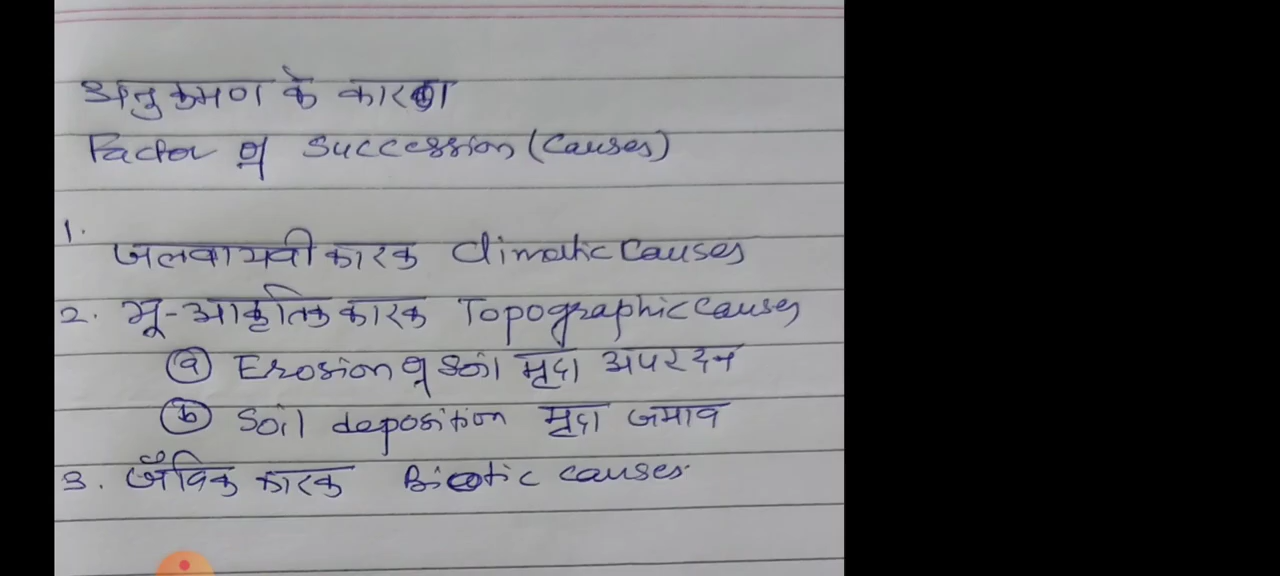 अनुक्रमण के कारण
Factor of Succession (Causes)
1.
जलवायवी कारक Climatic Causes
2. भू-आकृतिक कारक Topographic causes
(a) Erosion of Soil मृदा अपरदन
(b) Soil deposition मृदा जमाव
3. जैविक कारक Biotic causes